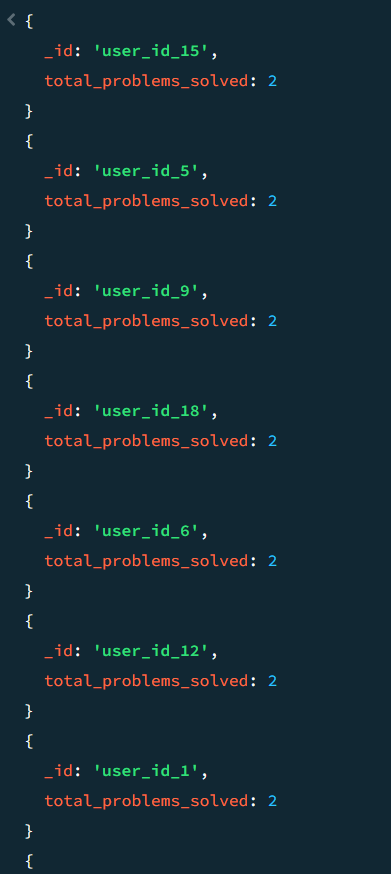 {
_id: 'user_id_15',
total_problems_solved: 2
}
{
_id: 'user_id_5',
total_problems_solved: 2
}
{
_id: 'user_id_9',
total_problems_solved: 2
}
{
_id: 'user_id_18',
total_problems_solved: 2
}
{
_id: 'user_id_6',
total_problems_solved: 2
}
{
_id: 'user_id_12',
total_problems_solved: 2
}
{
_id: 'user_id_1',
total_problems_solved: 2
}
{